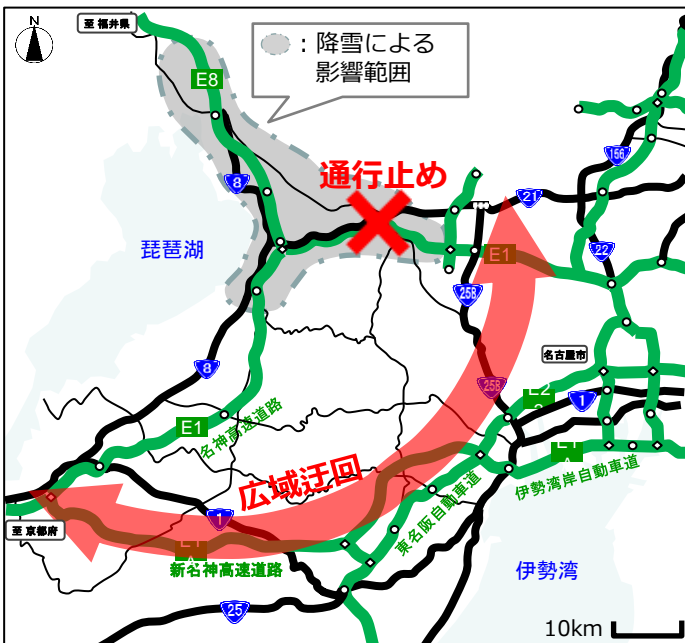 至 福井県
N
：降雪による
影響範囲
E8
156
8
通行止め
21
琵琶湖
22
E1
258
名古屋市
8
258
E2
1
E1
名神高速道路
E1
A
広域迂回
東名阪自動車道
伊勢湾岸自動車道
1
至 京都府
E1
A
新名神高速道路
伊勢湾
25
10km